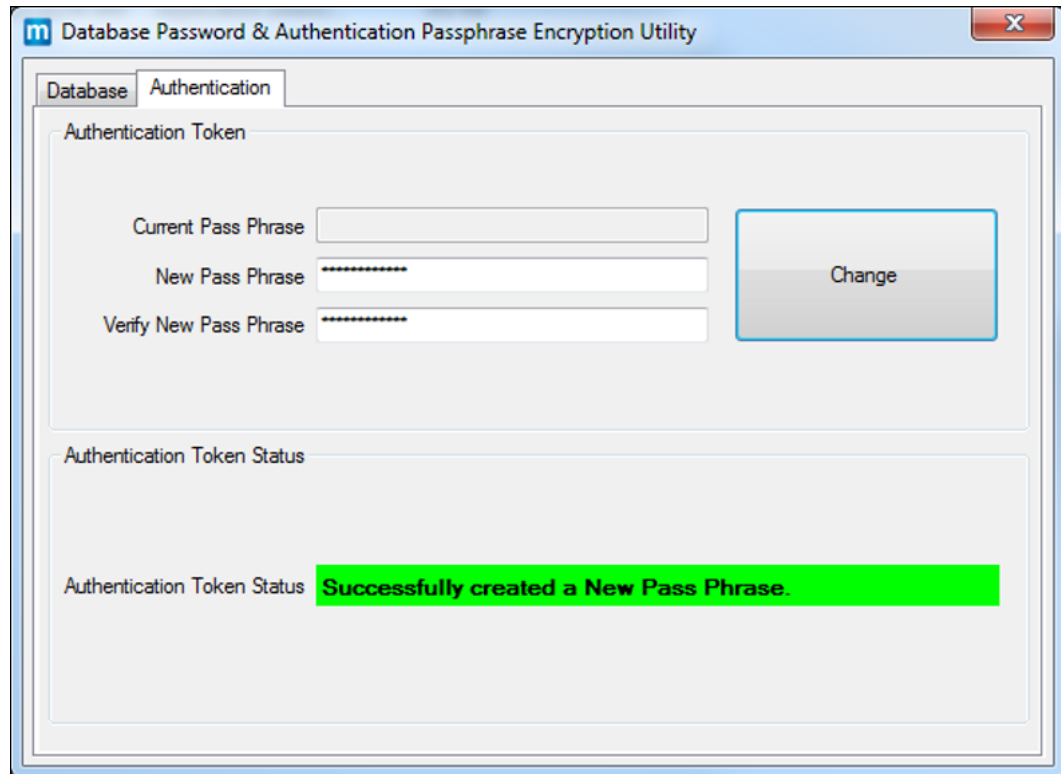 m Database Password & Authentication Passphrase Encryption Utility
Database Authentication
Authentication Token
Current Pass Phrase
New Pass Phrase ************
Change
Verify New Pass Phrase ************
Authentication Token Status
Authentication Token Status Successfully created a New Pass Phrase.